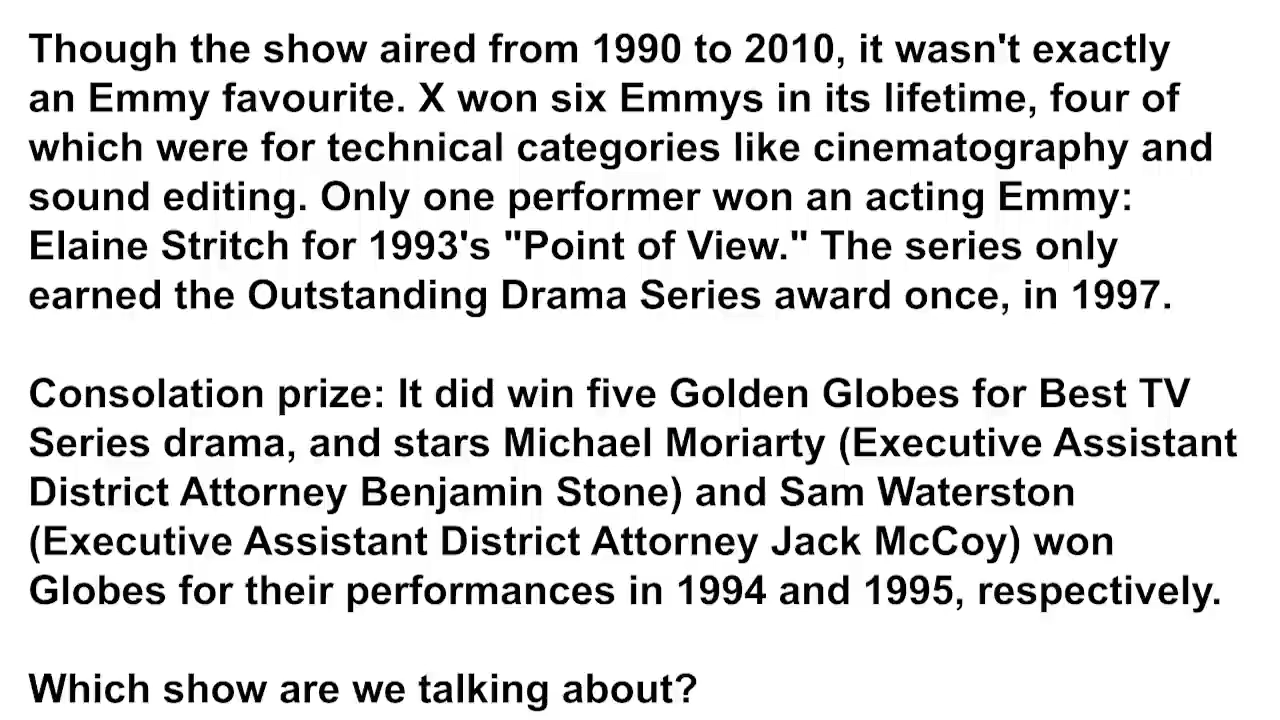 Though the show aired from 1990 to 2010, it wasn't exactly
an Emmy favourite. X won six Emmys in its lifetime, four of
which were for technical categories like cinematography and
sound editing. Only one performer won an acting Emmy:
Elaine Stritch for 1993's "Point of View." The series only
earned the Outstanding Drama Series award once, in 1997.
Consolation prize: It did win five Golden Globes for Best TV
Series drama, and stars Michael Moriarty (Executive Assistant
District Attorney Benjamin Stone) and Sam Waterston
(Executive Assistant District Attorney Jack McCoy) won
Globes for their performances in 1994 and 1995, respectively.
Which show are we talking about?